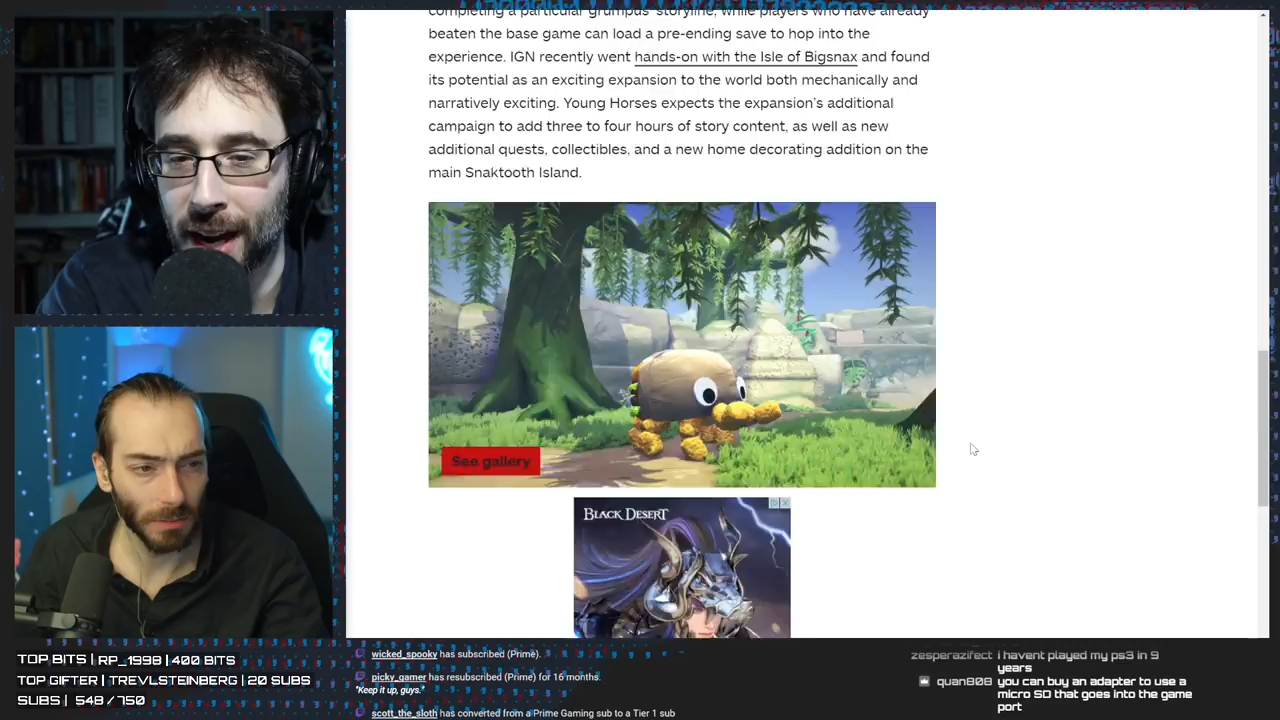 completing a particular grumpus' storyline, while players who have already
beaten the base game can load a pre-ending save to hop into the
experience. IGN recently went hands-on with the Isle of Bigsnax and found
its potential as an exciting expansion to the world both mechanically and
narratively exciting. Young Horses expects the expansion's additional
campaign to add three to four hours of story content, as well as new
additional quests, collectibles, and a new home decorating addition on the
main Snaktooth Island.
See gallery
BLACK DESERT
TOP BITS | RP_1998 | 400 BITS
TOP GIFTER | TREVLSTEINBERG | 20 SUBS
SUBS | 548 / 750
wicked_spooky has subscribed (Prime).
picky_gamer has resubscribed (Prime) for 16 months.
"Keep it up, guys."
scott_the_sloth has converted from a Prime Gaming sub to a Tier 1 sub
zesperazifect i havent played my ps3 in 9
years
quan808 you can buy an adapter to use a
micro SD that goes into the game
port